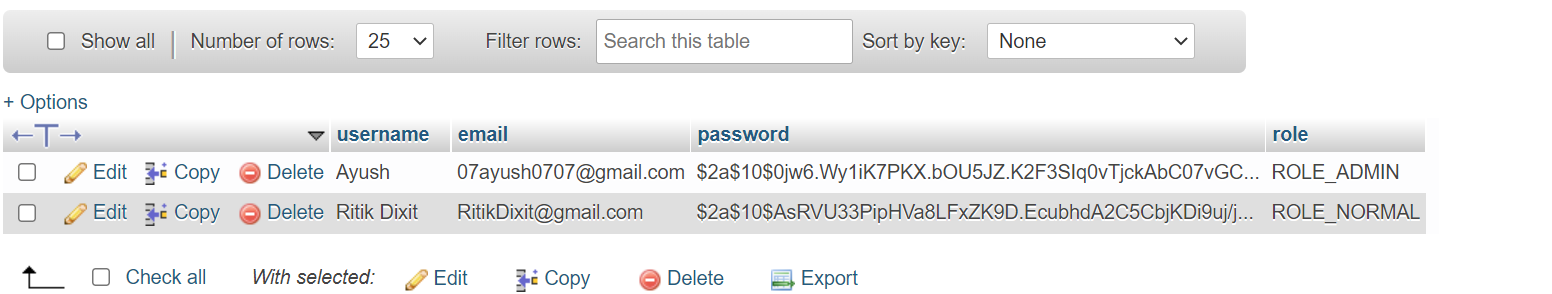 Show all Number of rows: 25 Filter rows: Search this table Sort by key: None
+ Options
username email password role
Edit Copy Delete Ayush 07ayush0707@gmail.com $2a$10$0jw6.Wy1iK7PKX.bOU5JZ.K2F3SIq0vTjckAbC07vGC... ROLE_ADMIN
Edit Copy Delete Ritik Dixit RitikDixit@gmail.com $2a$10$AsRVU33PipHVa8LFxZK9D.EcubhdA2C5CbjKDi9uj/j... ROLE_NORMAL
Check all With selected: Edit Copy Delete Export